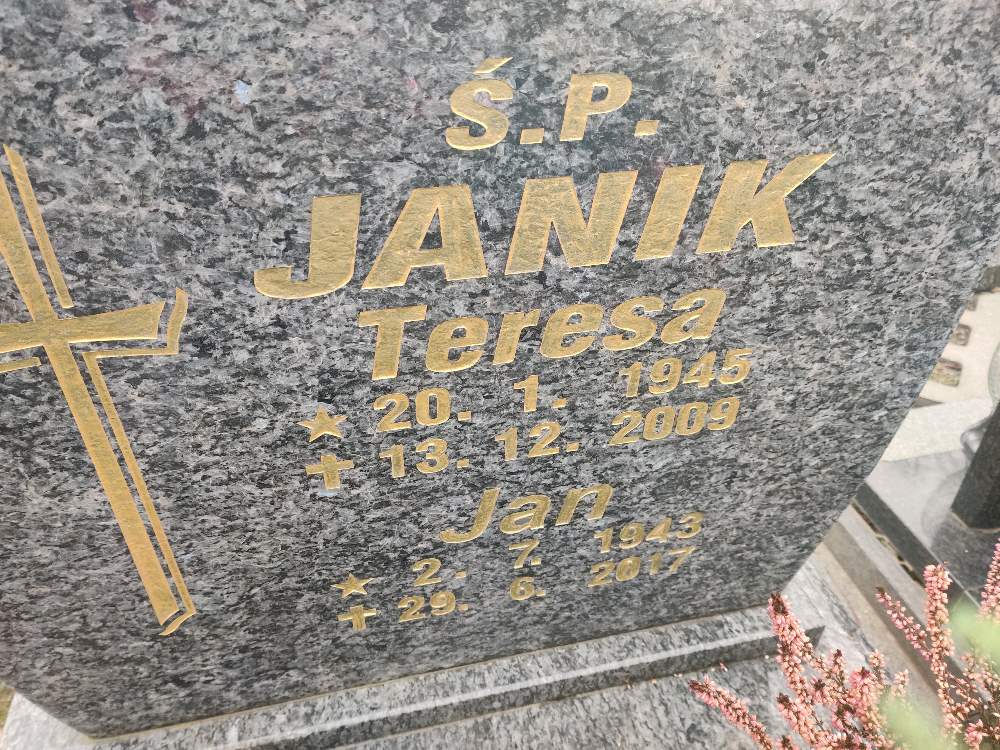 Ś.P.
JANIK
Teresa
20. 1. 1945
13. 12. 2009
Jan
2. 7. 1943
29. 6. 2017